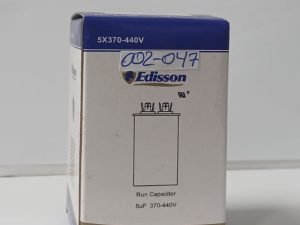 5X370-440V
002-047
Edisson
Run Capacitor
5uF 370-440V